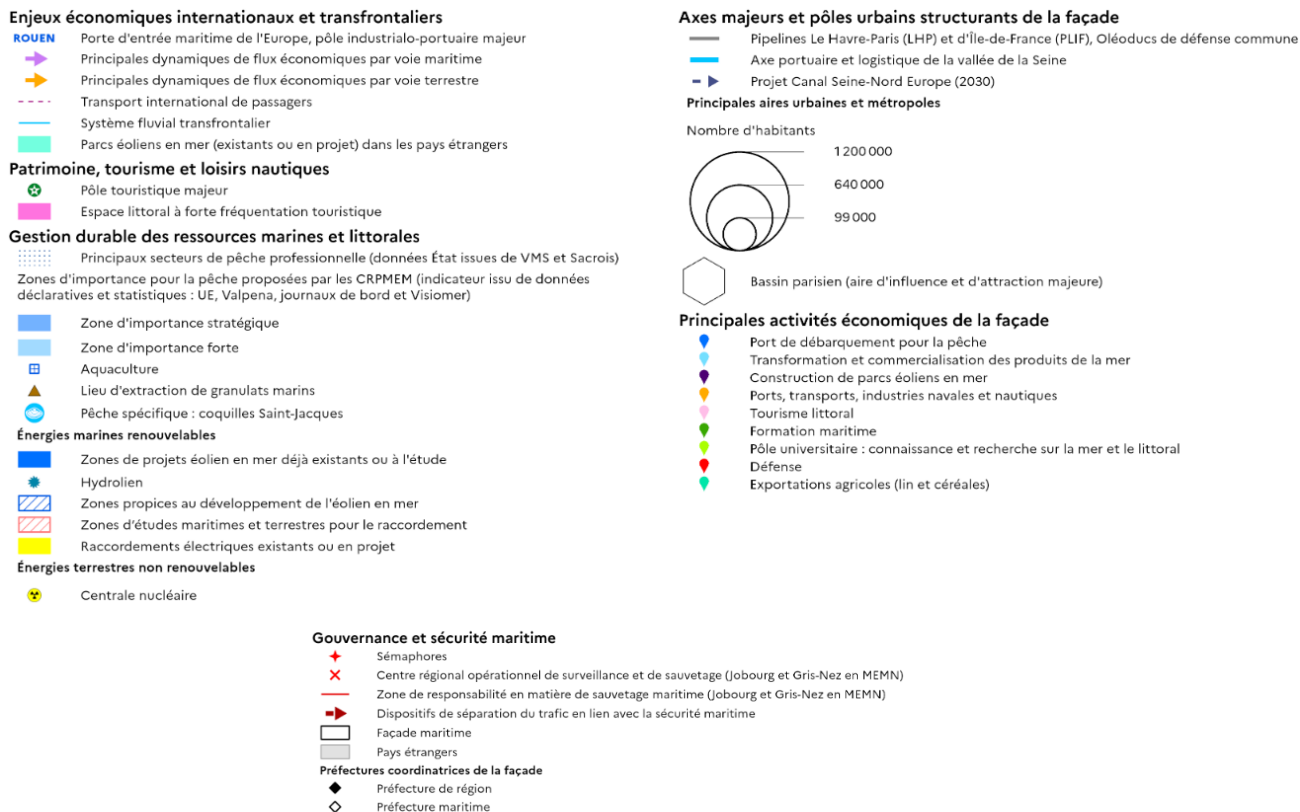 Enjeux économiques internationaux et transfrontaliers
ROUEN Porte d'entrée maritime de l'Europe, pôle industrialo-portuaire majeur
Principales dynamiques de flux économiques par voie maritime
Principales dynamiques de flux économiques par voie terrestre
Transport international de passagers
Système fluvial transfrontalier
Parcs éoliens en mer (existants ou en projet) dans les pays étrangers
Patrimoine, tourisme et loisirs nautiques
Pôle touristique majeur
Espace littoral à forte fréquentation touristique
Gestion durable des ressources marines et littorales
Principaux secteurs de pêche professionnelle (données État issues de VMS et Sacrois)
Zones d'importance pour la pêche proposées par les CRPMEM (indicateur issu de données
déclaratives et statistiques : UE, Valpena, journaux de bord et Visiomer)
Zone d'importance stratégique
Zone d'importance forte
Aquaculture
Lieu d'extraction de granulats marins
Pêche spécifique : coquilles Saint-Jacques
Énergies marines renouvelables
Zones de projets éolien en mer déjà existants ou à l'étude
Hydrolien
Zones propices au développement de l'éolien en mer
Zones d'études maritimes et terrestres pour le raccordement
Raccordements électriques existants ou en projet
Énergies terrestres non renouvelables
Centrale nucléaire
Axes majeurs et pôles urbains structurants de la façade
Pipelines Le Havre-Paris (LHP) et d'Île-de-France (PLIF), Oléoducs de défense commune
Axe portuaire et logistique de la vallée de la Seine
Projet Canal Seine-Nord Europe (2030)
Principales aires urbaines et métropoles
Nombre d'habitants
1 200 000
640 000
99 000
Bassin parisien (aire d'influence et d'attraction majeure)
Principales activités économiques de la façade
Port de débarquement pour la pêche
Transformation et commercialisation des produits de la mer
Construction de parcs éoliens en mer
Ports, transports, industries navales et nautiques
Tourisme littoral
Formation maritime
Pôle universitaire : connaissance et recherche sur la mer et le littoral
Défense
Exportations agricoles (lin et céréales)
Gouvernance et sécurité maritime
Sémaphores
Centre régional opérationnel de surveillance et de sauvetage (Jobourg et Gris-Nez en MEMN)
Zone de responsabilité en matière de sauvetage maritime (Jobourg et Gris-Nez en MEMN)
Dispositifs de séparation du trafic en lien avec la sécurité maritime
Façade maritime
Pays étrangers
Préfectures coordinatrices de la façade
Préfecture de région
Préfecture maritime